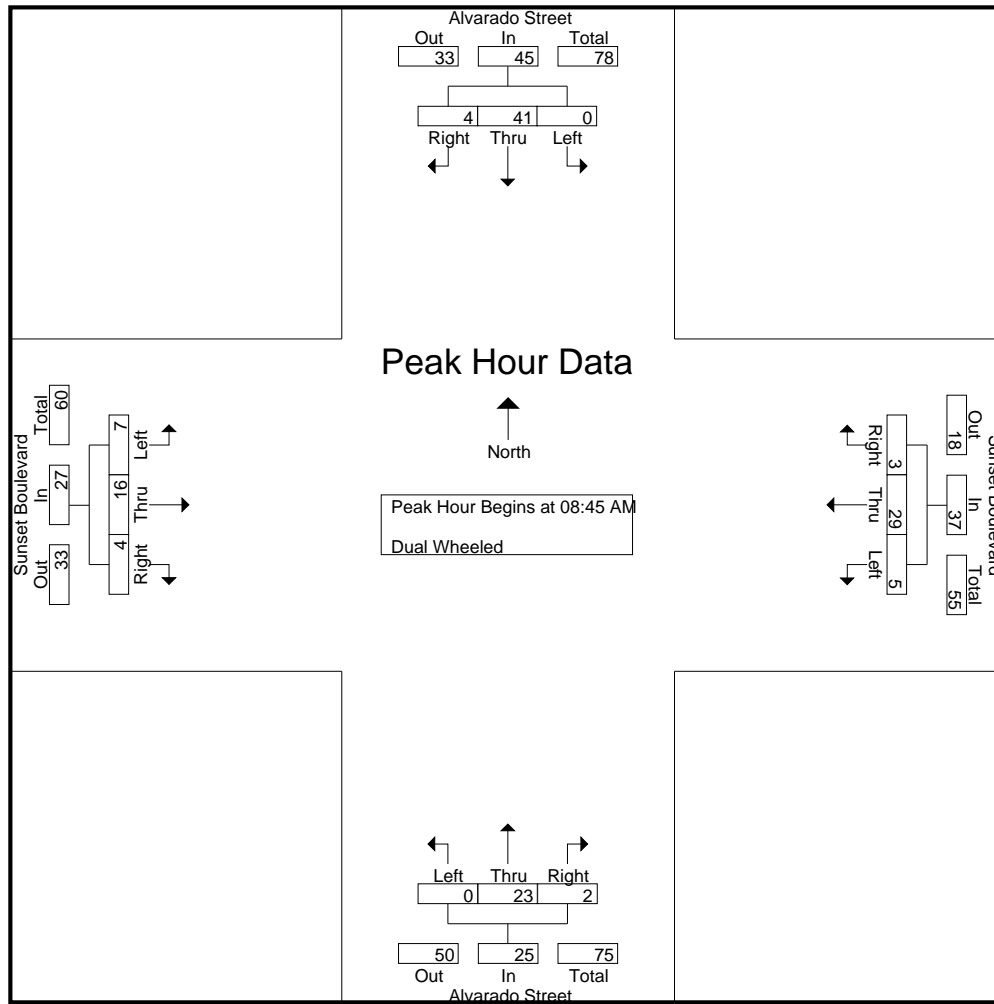 Alvarado Street
Out In Total
33 45 78
4 41 0
Right Thru Left
Peak Hour Data
North
Peak Hour Begins at 08:45 AM
Dual Wheeled
Sunset Boulevard
Total In Out
60 27 33
7 16 4
Left Thru Right
Right Thru Left
3 29 5
18 37 55
Out In Total
Sunset Boulevard
Left Thru Right
0 23 2
50 25 75
Out In Total
Alvarado Street